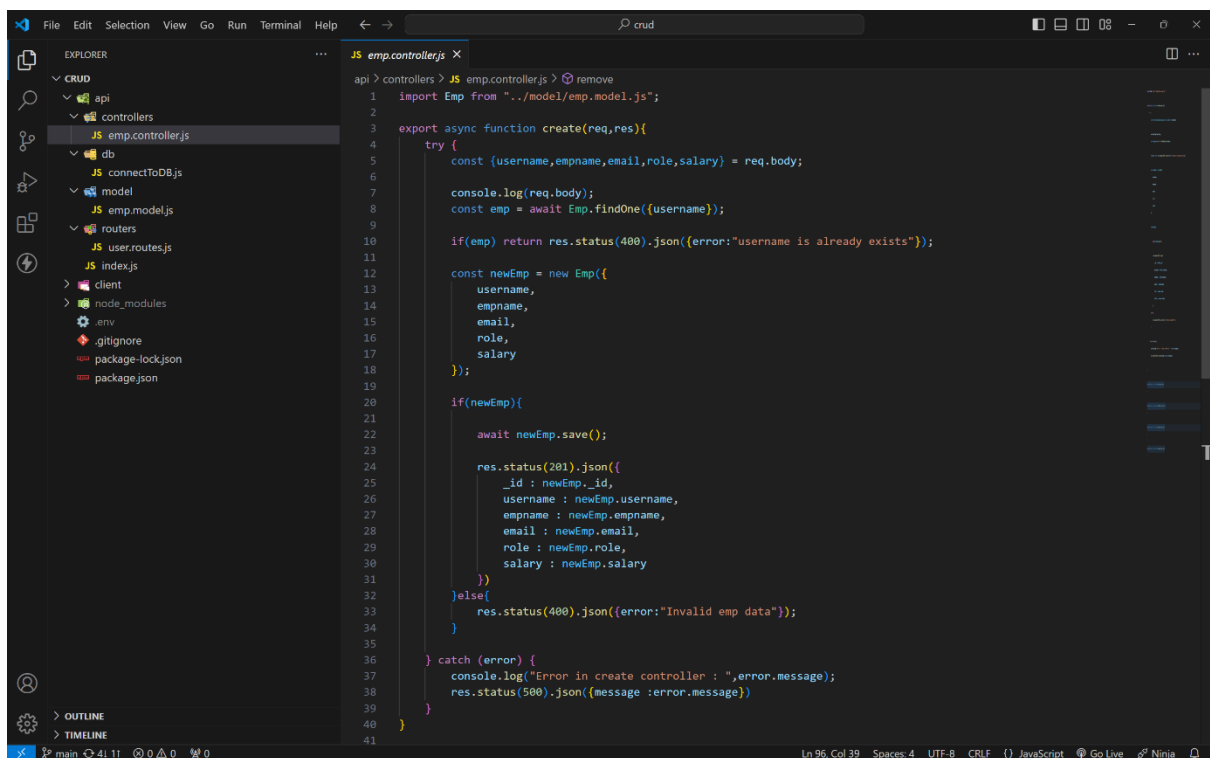 File Edit Selection View Go Run Terminal Help
crud
EXPLORER
CRUD
api
controllers
JS emp.controller.js
db
JS connectToDB.js
model
JS emp.model.js
routers
JS user.routes.js
JS index.js
client
node_modules
.env
.gitignore
package-lock.json
package.json
OUTLINE
TIMELINE
JS emp.controller.js
api > controllers > JS emp.controller.js > remove
1 import Emp from "../model/emp.model.js";
2
3 export async function create(req,res){
4 try {
5 const {username,empname,email,role,salary} = req.body;
6
7 console.log(req.body);
8 const emp = await Emp.findOne({username});
9
10 if(emp) return res.status(400).json({error:"username is already exists"});
11
12 const newEmp = new Emp({
13 username,
14 empname,
15 email,
16 role,
17 salary
18 });
19
20 if(newEmp){
21
22 await newEmp.save();
23
24 res.status(201).json({
25 _id : newEmp._id,
26 username : newEmp.username,
27 empname : newEmp.empname,
28 email : newEmp.email,
29 role : newEmp.role,
30 salary : newEmp.salary
31 })
32 }else{
33 res.status(400).json({error:"Invalid emp data"});
34 }
35
36 } catch (error) {
37 console.log("Error in create controller : ",error.message);
38 res.status(500).json({message :error.message})
39 }
40 }
41
main 4↓ 1↑ 0 0 0 Ln 96, Col 39 Spaces: 4 UTF-8 CRLF {} JavaScript Go Live Ninja